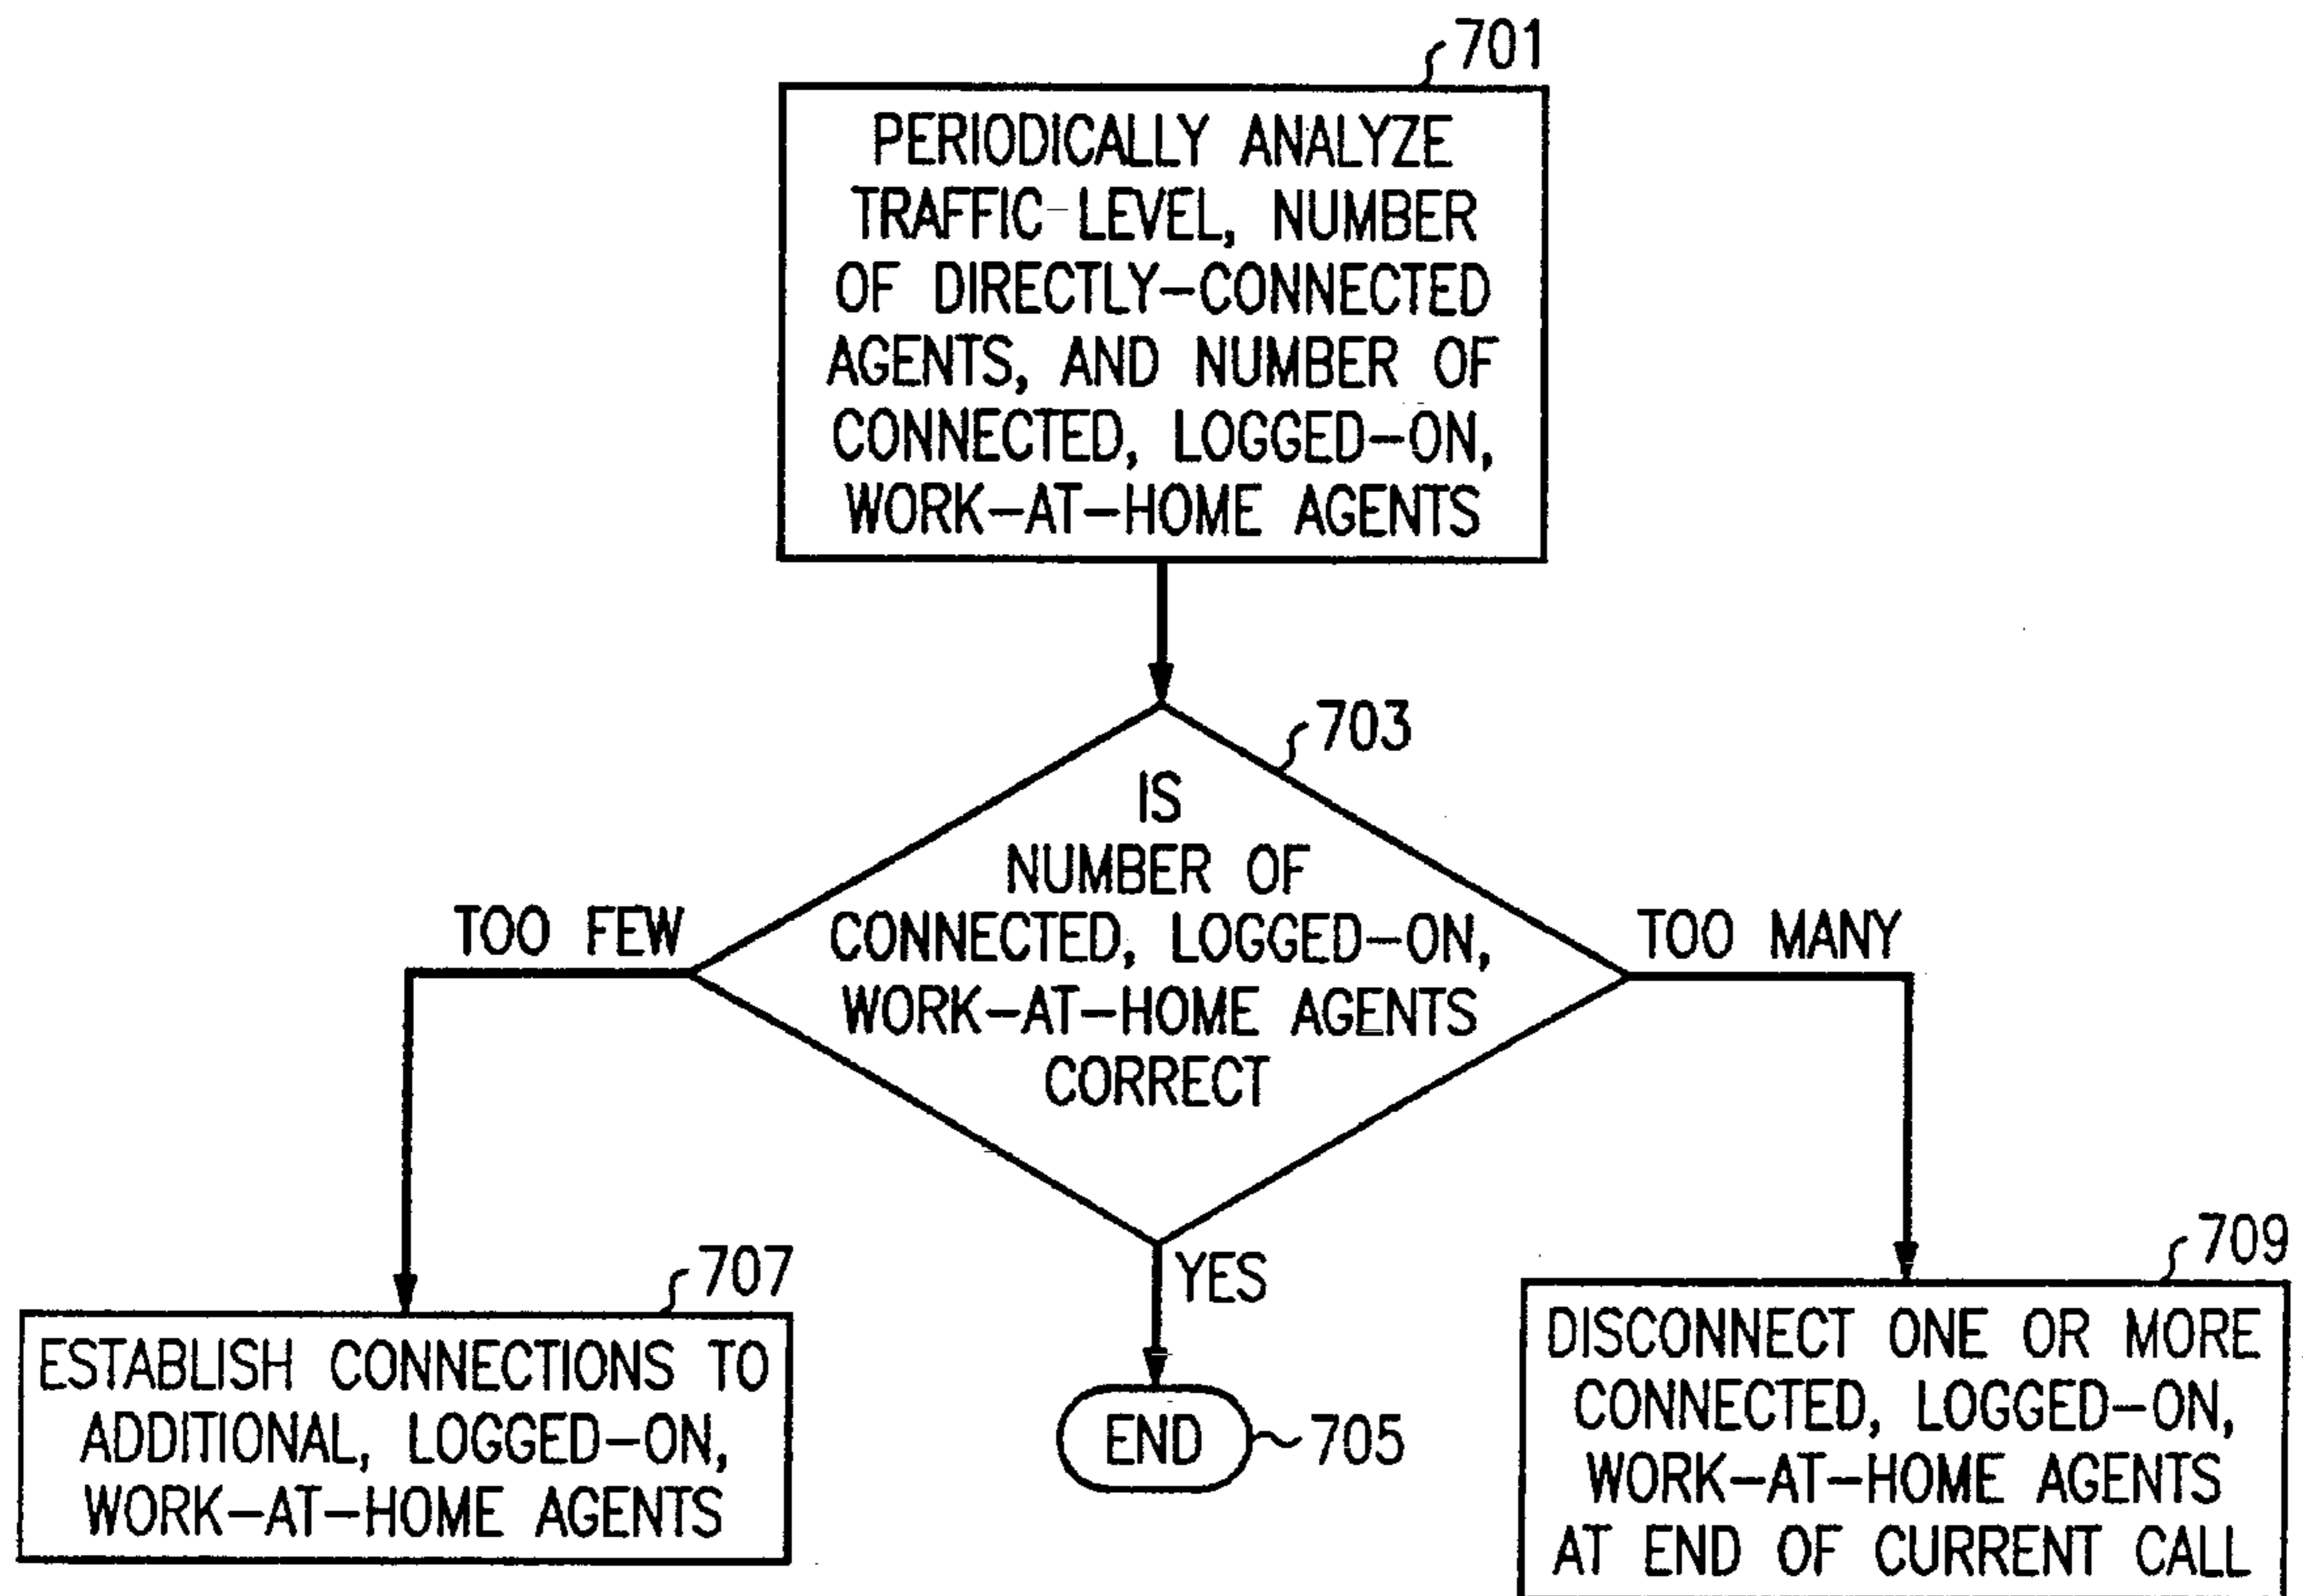 701
PERIODICALLY ANALYZE
TRAFFIC-LEVEL, NUMBER
OF DIRECTLY-CONNECTED
AGENTS, AND NUMBER OF
CONNECTED, LOGGED-ON,
WORK-AT-HOME AGENTS
703
IS
NUMBER OF
CONNECTED, LOGGED-ON,
WORK-AT-HOME AGENTS
CORRECT
TOO FEW
TOO MANY
YES
707
ESTABLISH CONNECTIONS TO
ADDITIONAL, LOGGED-ON,
WORK-AT-HOME AGENTS
END
705
709
DISCONNECT ONE OR MORE
CONNECTED, LOGGED-ON,
WORK-AT-HOME AGENTS
AT END OF CURRENT CALL